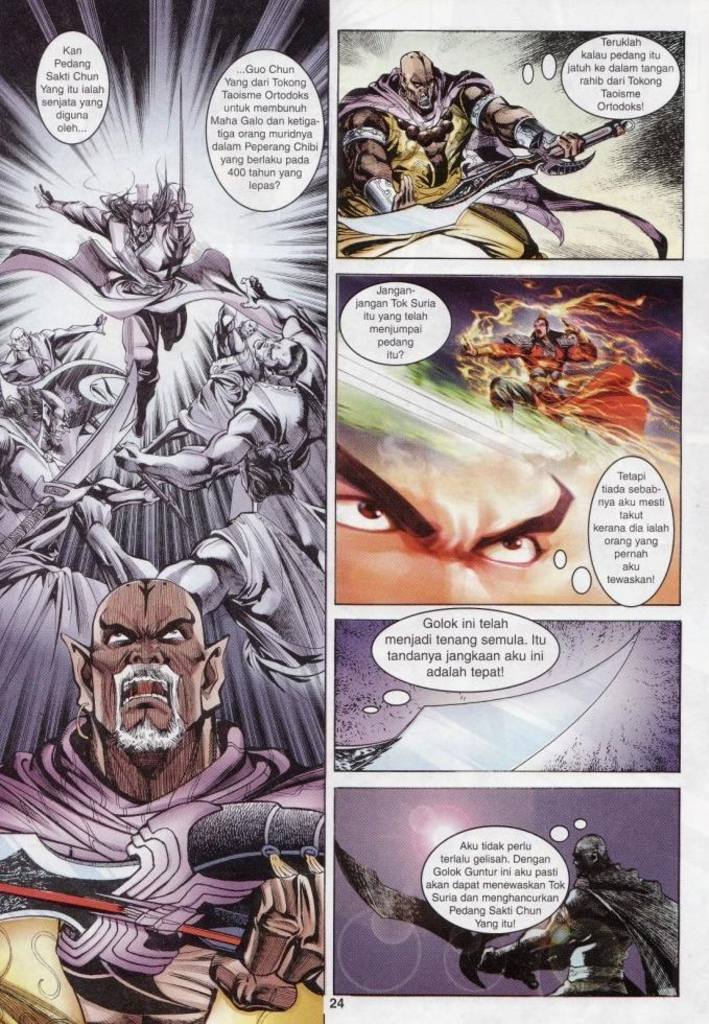 Kan
Pedang
Sakti Chun
Yang itu ialah
senjata yang
diguna
oleh...
...Guo Chun
Yang dari Tokong
Taoisme Ortodoks
untuk membunuh
Maha Galo dan ketiga-
tiga orang muridnya
dalam Peperang Chibi
yang berlaku pada
400 tahun yang
lepas?
Teruklah
kalau pedang itu
jatuh ke dalam tangan
rahib dari Tokong
Taoisme
Ortodoks!
Jangan-
jangan Tok Suria
itu yang telah
menjumpai
pedang
itu?
Tetapi
tiada sebab-
nya aku mesti
takut
kerana dia ialah
orang yang
pernah
aku
tewaskan!
Golok ini telah
menjadi tenang semula. Itu
tandanya jangkaan aku ini
adalah tepat!
Aku tidak perlu
terlalu gelisah. Dengan
Golok Guntur ini aku pasti
akan dapat menewaskan Tok
Suria dan menghancurkan
Pedang Sakti Chun
Yang itu!
24